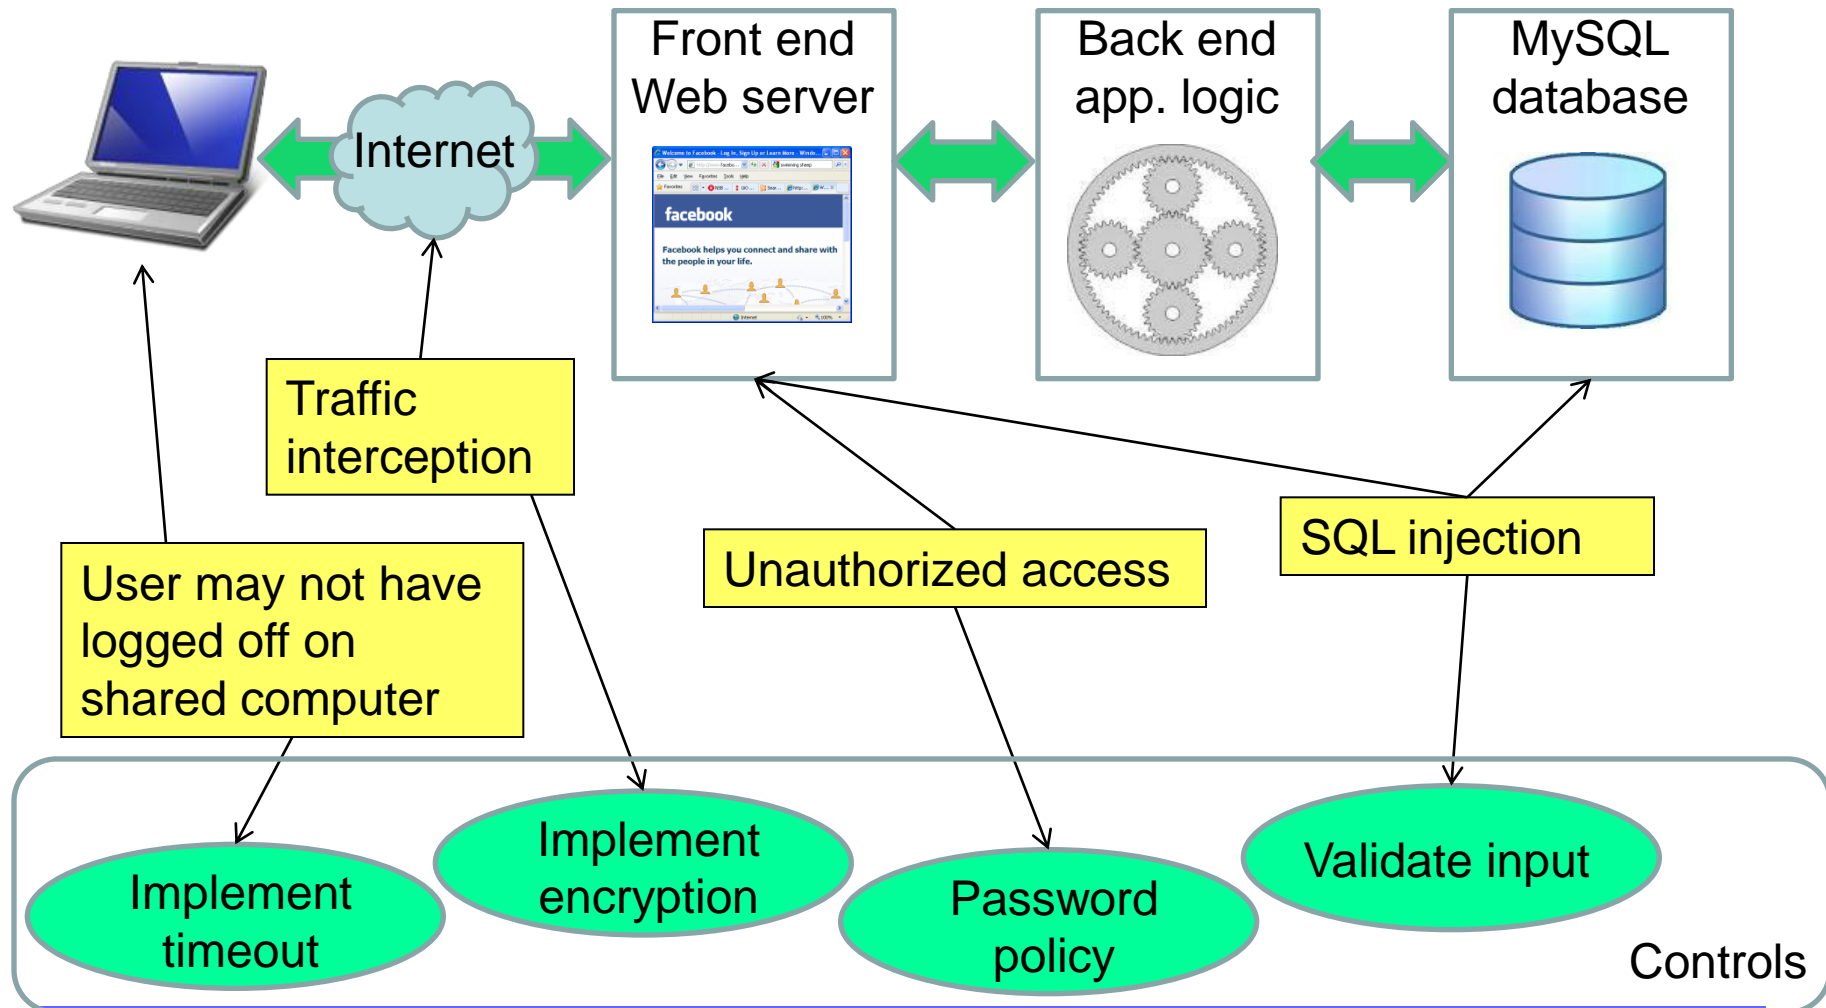 Front end
Web server
Back end
app. logic
MySQL
database
Internet
facebook
Facebook helps you connect and share with
the people in your life.
Internet
100%
Traffic
interception
User may not have
logged off on
shared computer
Unauthorized access
SQL injection
Implement
timeout
Implement
encryption
Password
policy
Validate input
Controls